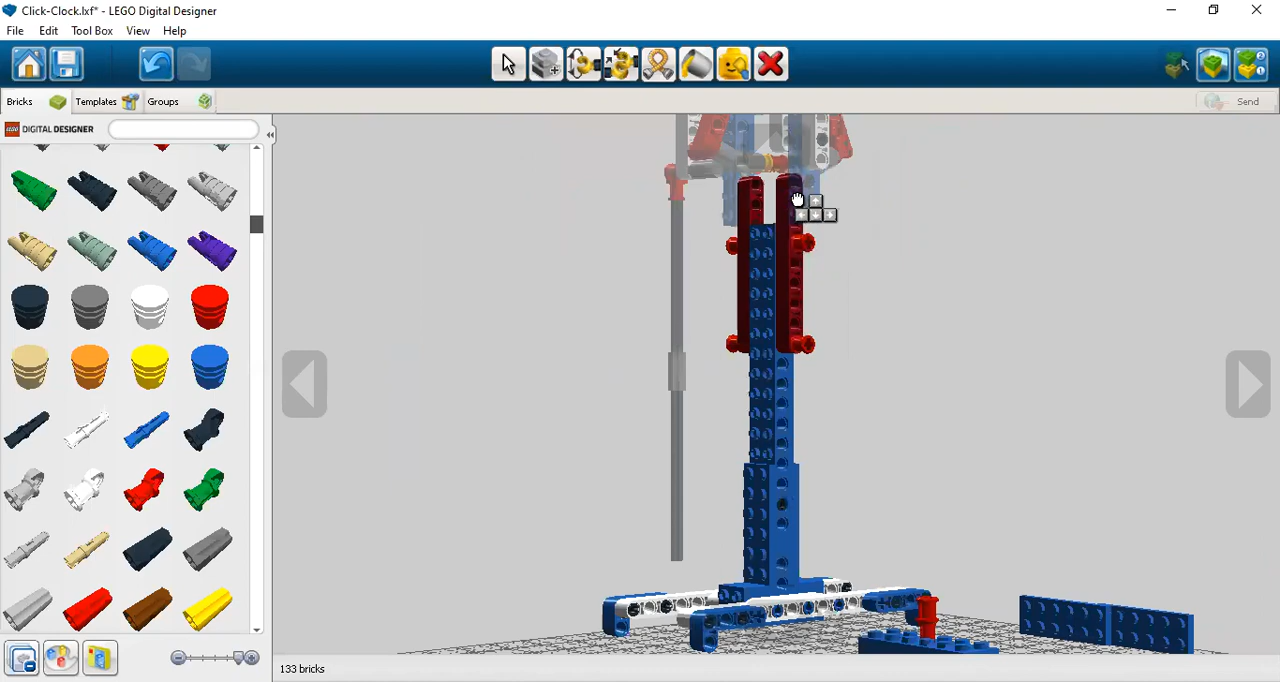 Click-Clock.lxf* - LEGO Digital Designer
File Edit Tool Box View Help
Bricks Templates Groups Send
LEGO DIGITAL DESIGNER
133 bricks